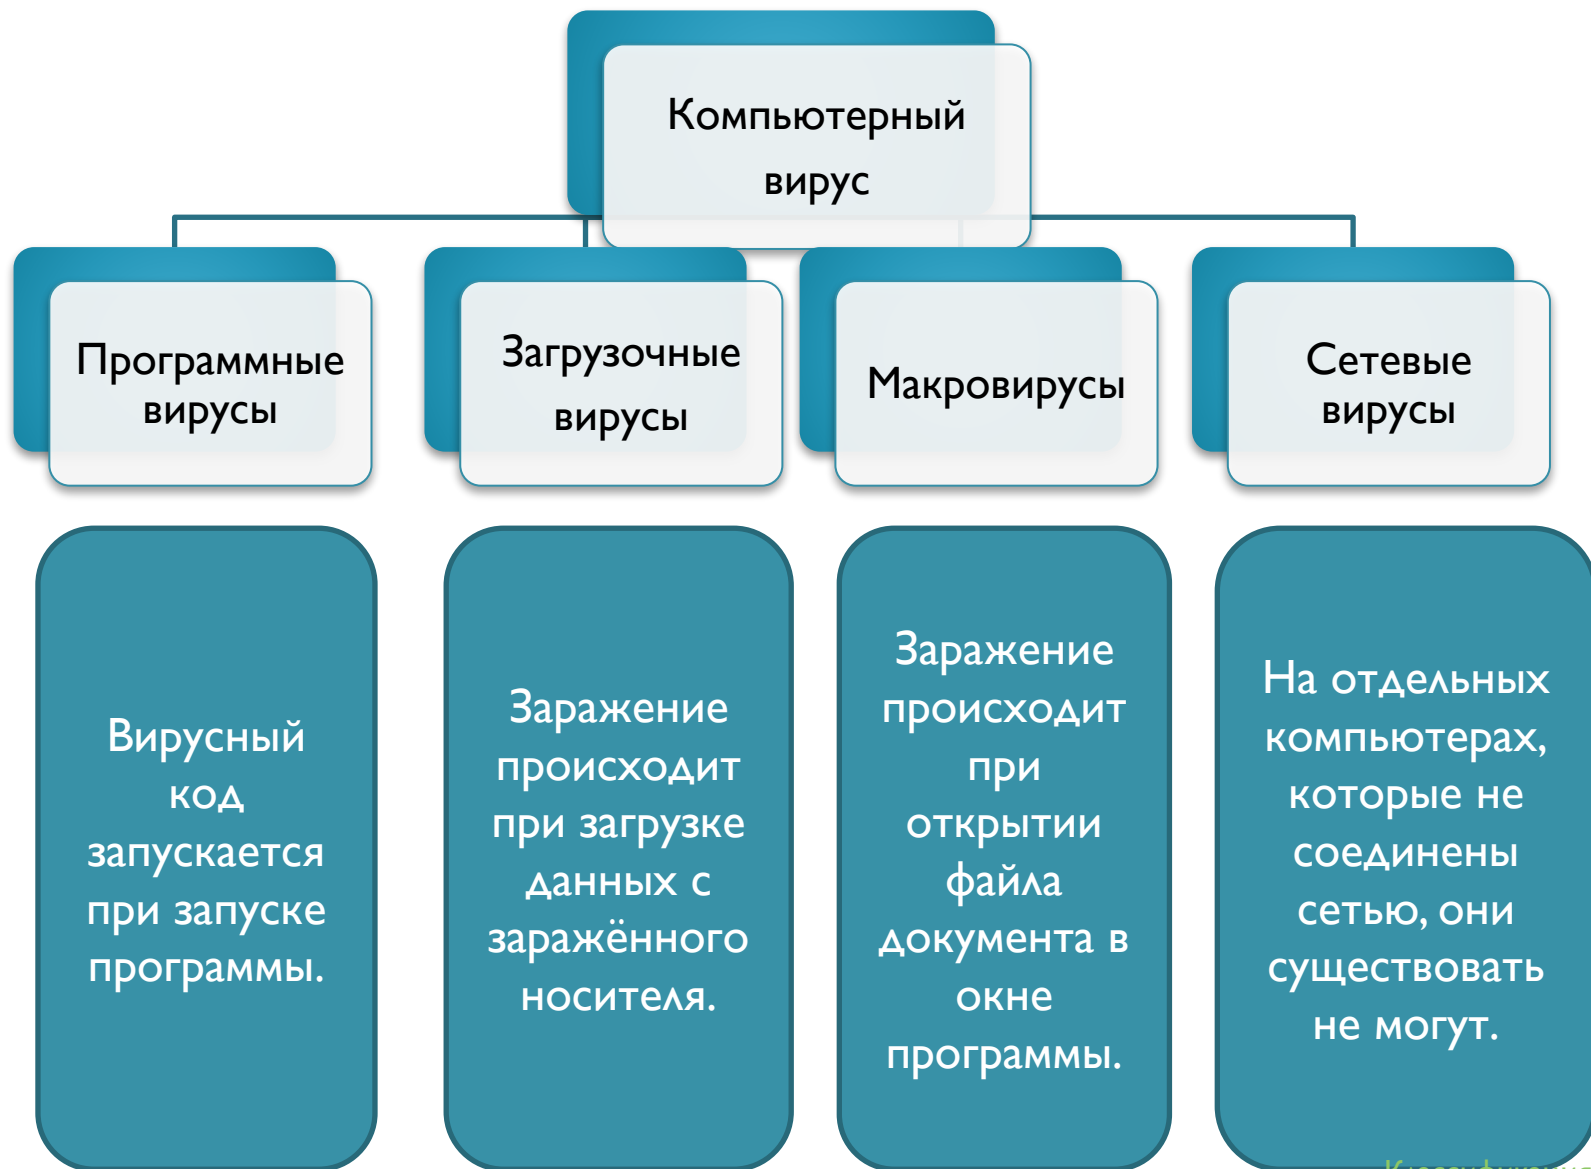 Компьютерный
вирус
Программные
вирусы
Загрузочные
вирусы
Макровирусы
Сетевые
вирусы
Вирусный
код
запускается
при запуске
программы.
Заражение
происходит
при загрузке
данных с
заражённого
носителя.
Заражение
происходит
при
открытии
файла
документа в
окне
программы.
На отдельных
компьютерах,
которые не
соединены
сетью, они
существовать
не могут.